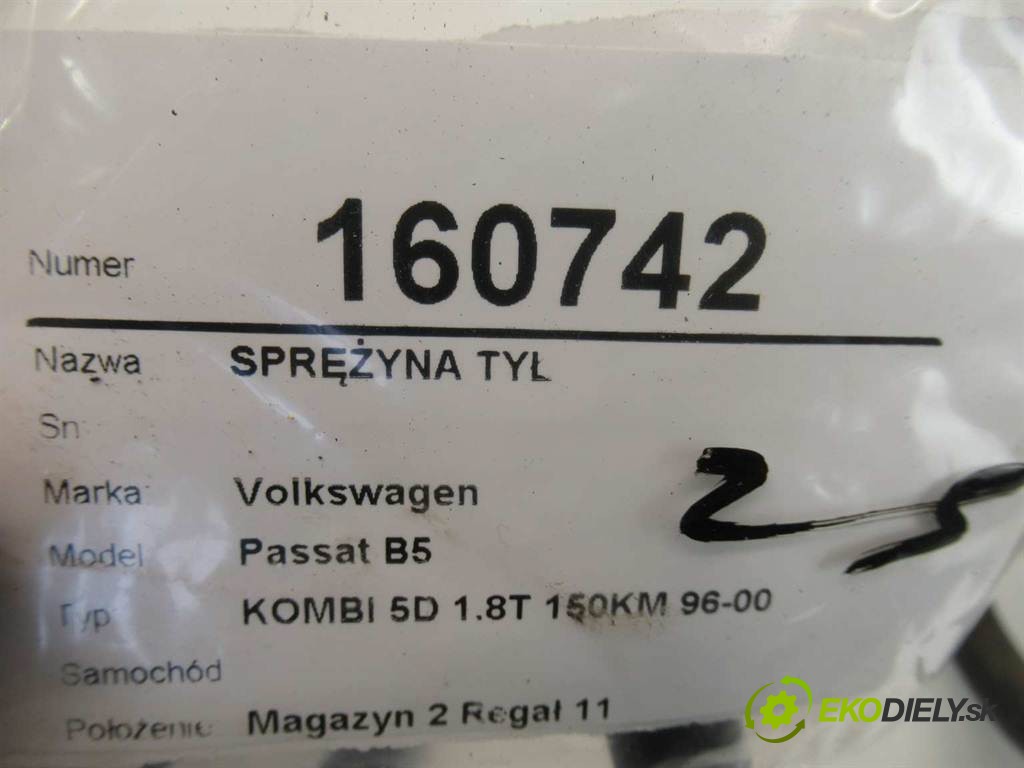 Numer 160742
Nazwa SPRĘŻYNA TYŁ
Sn
Marka Volkswagen
Model Passat B5
Typ KOMBI 5D 1.8T 150KM 96-00
Samochód
Położenie Magazyn 2 Regał 11
EKODIELY.sk